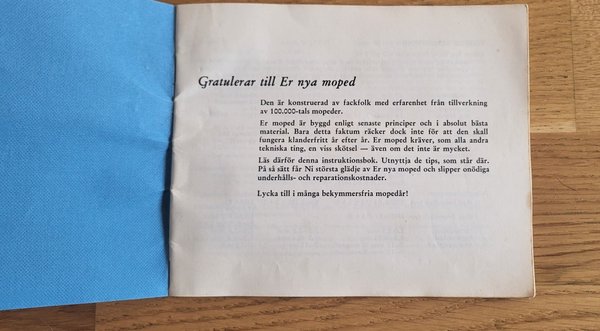 Gratulerar till Er nya moped
Den är konstruerad av fackfolk med erfarenhet från tillverkning
av 100.000-tals mopeder.
Er moped är byggd enligt senaste principer och i absolut bästa
material. Bara detta faktum räcker dock inte för att den skall
fungera klanderfritt år efter år. Er moped kräver, som alla andra
tekniska ting, en viss skötsel — även om det inte är mycket.
Läs därför denna instruktionsbok. Utnyttja de tips, som står där.
På så sätt får Ni största glädje av Er nya moped och slipper onödiga
underhålls- och reparationskostnader.
Lycka till i många bekymmersfria mopedår!